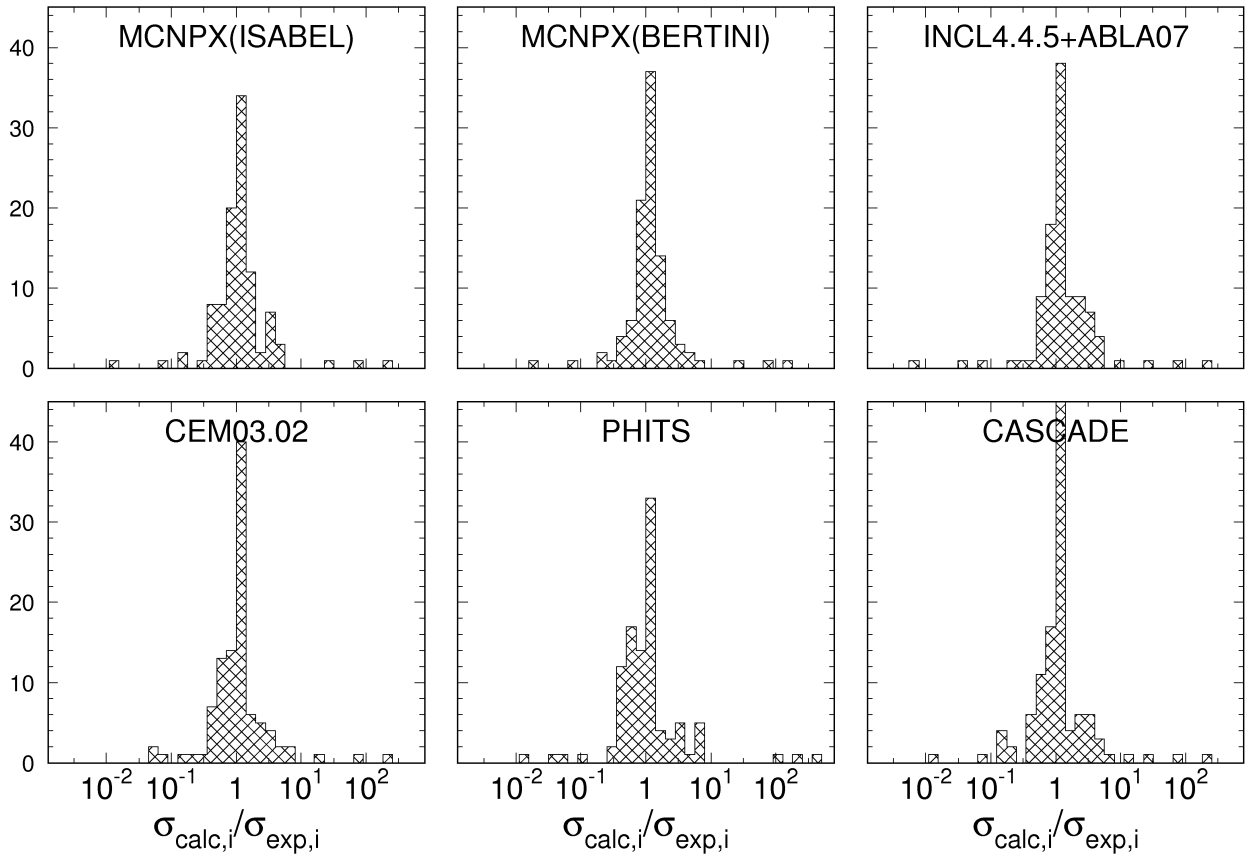 MCNPX(ISABEL) MCNPX(BERTINI) INCL4.4.5+ABLA07
40
30
20
10
0
CEM03.02 PHITS CASCADE
40
30
20
10
0
10^-2 10^-1 1 10^1 10^2 10^-2 10^-1 1 10^1 10^2 10^-2 10^-1 1 10^1 10^2
σcalc,i/σexp,i σcalc,i/σexp,i σcalc,i/σexp,i